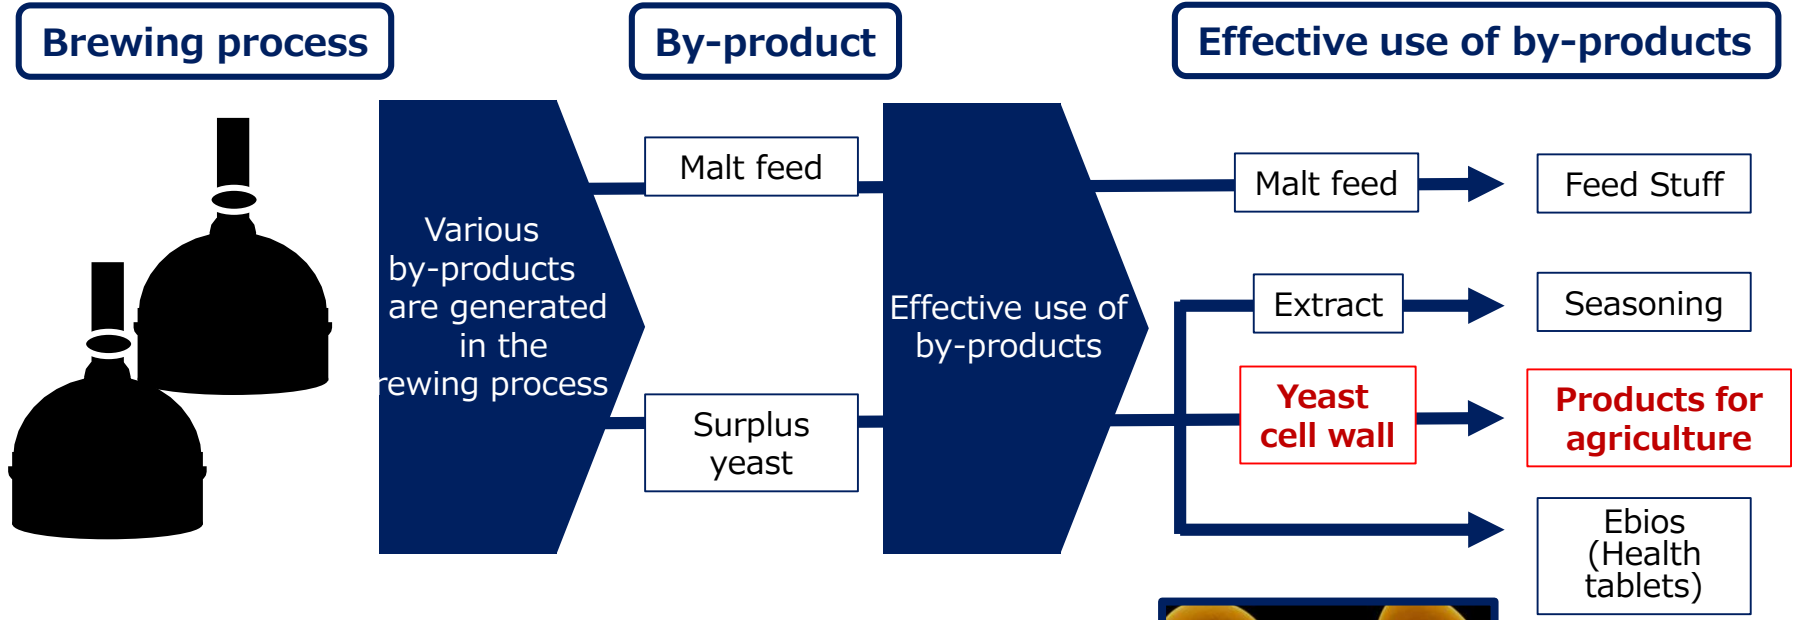 Brewing process
By-product
Effective use of by-products
Various
by-products
are generated
in the
rewing process
Malt feed
Surplus
yeast
Effective use of
by-products
Malt feed
Feed Stuff
Extract
Seasoning
Yeast
cell wall
Products for
agriculture
Ebios
(Health
tablets)